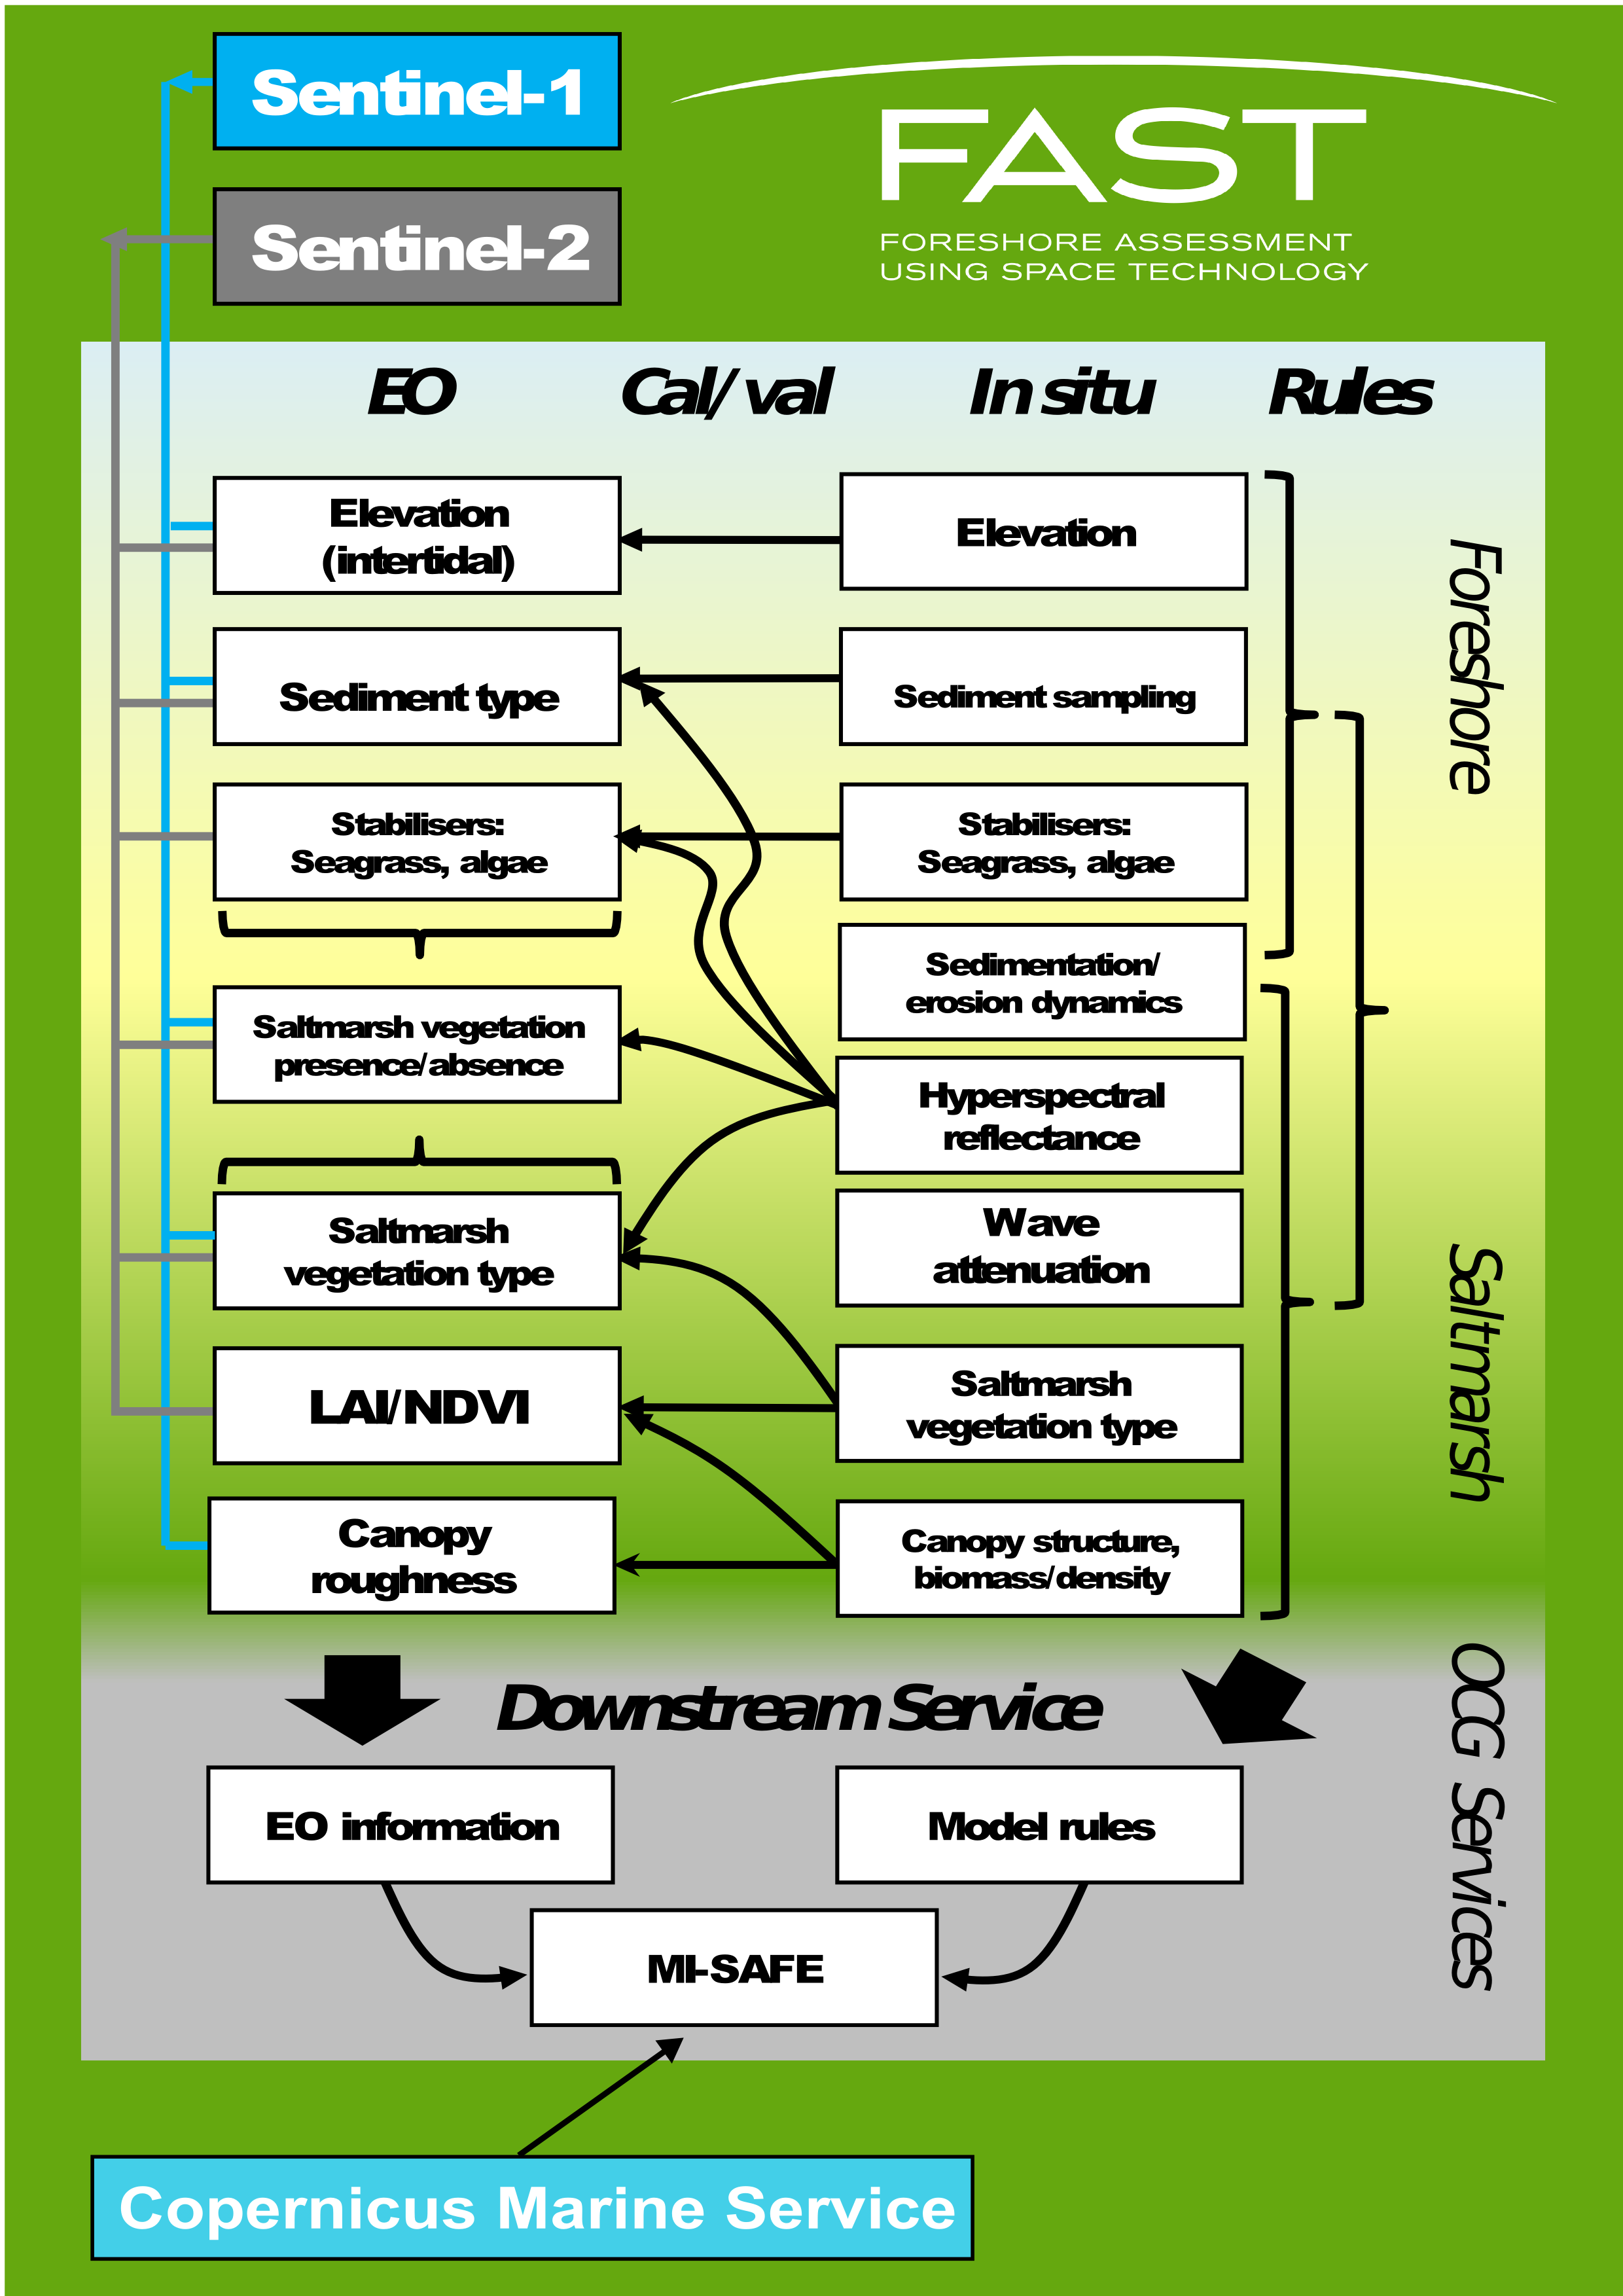 Sentinel-1
FAST
FORESHORE ASSESSMENT
USING SPACE TECHNOLOGY
Sentinel-2
EO
Cal/val
In situ
Rules
Elevation
(intertidal)
Elevation
Sediment type
Sediment sampling
Stabilisers:
Seagrass, algae
Stabilisers:
Seagrass, algae
Sedimentation/
erosion dynamics
Saltmarsh vegetation
presence/absence
Hyperspectral
reflectance
Saltmarsh
vegetation type
Wave
attenuation
LAI/NDVI
Saltmarsh
vegetation type
Canopy
roughness
Canopy structure,
biomass/density
Foreshore
Saltmarsh
OCG Services
Downstream Service
EO information
Model rules
MI-SAFE
Copernicus Marine Service